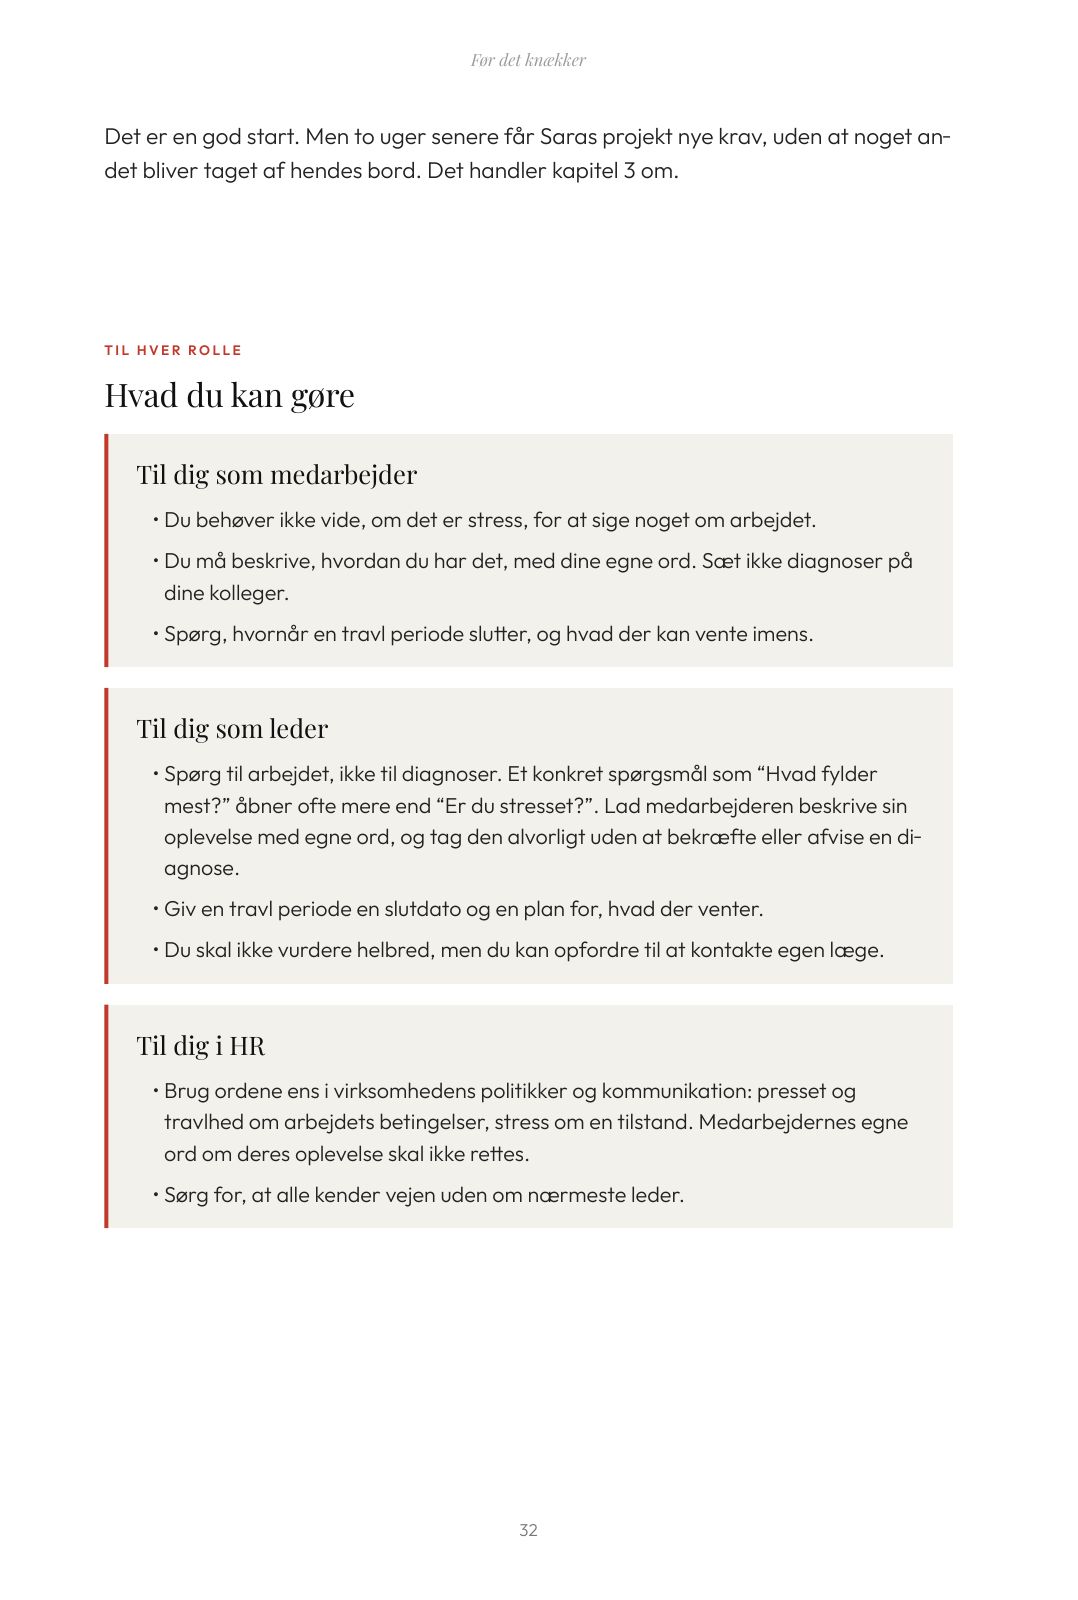 Før det knækker
Det er en god start. Men to uger senere får Saras projekt nye krav, uden at noget an-
det bliver taget af hendes bord. Det handler kapitel 3 om.
TIL HVER ROLLE
Hvad du kan gøre
Til dig som medarbejder
• Du behøver ikke vide, om det er stress, for at sige noget om arbejdet.
• Du må beskrive, hvordan du har det, med dine egne ord. Sæt ikke diagnoser på
dine kolleger.
• Spørg, hvornår en travl periode slutter, og hvad der kan vente imens.
Til dig som leder
• Spørg til arbejdet, ikke til diagnoser. Et konkret spørgsmål som “Hvad fylder
mest?” åbner ofte mere end “Er du stresset?”. Lad medarbejderen beskrive sin
oplevelse med egne ord, og tag den alvorligt uden at bekræfte eller afvise en di-
agnose.
• Giv en travl periode en slutdato og en plan for, hvad der venter.
• Du skal ikke vurdere helbred, men du kan opfordre til at kontakte egen læge.
Til dig i HR
• Brug ordene ens i virksomhedens politikker og kommunikation: presset og
travlhed om arbejdets betingelser, stress om en tilstand. Medarbejdernes egne
ord om deres oplevelse skal ikke rettes.
• Sørg for, at alle kender vejen uden om nærmeste leder.
32